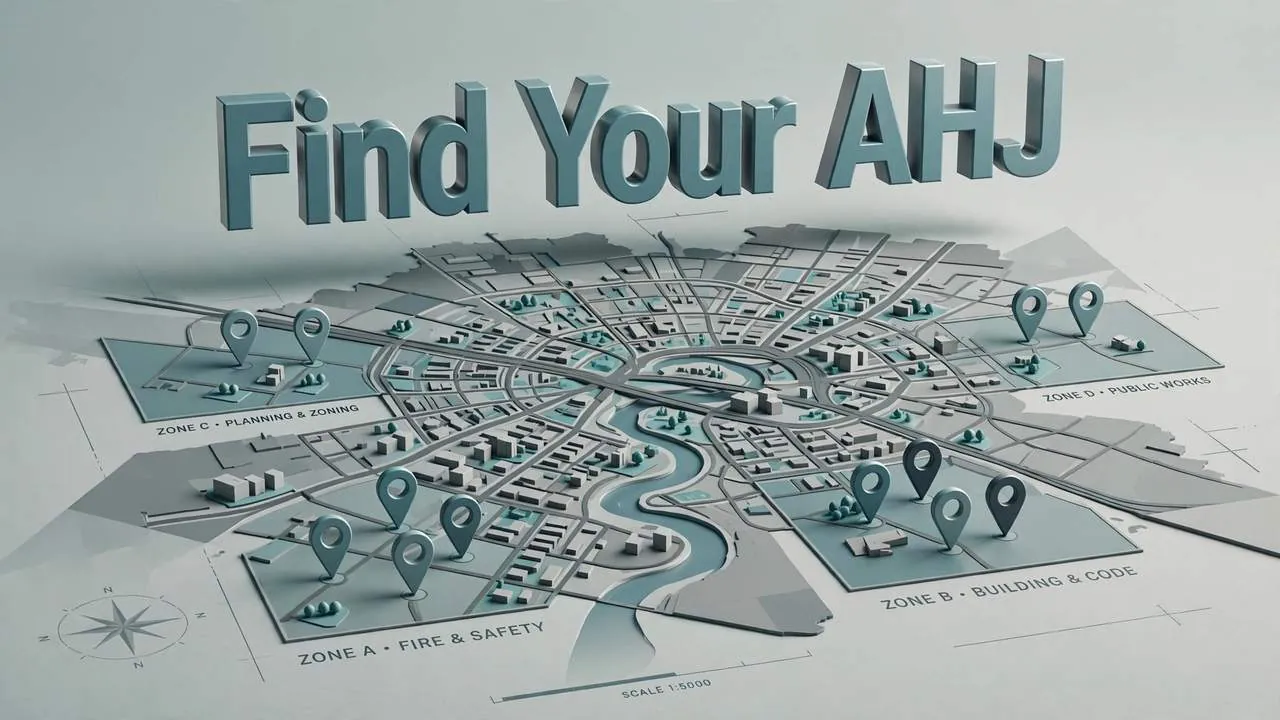 Find Your AHJ
ZONE C • PLANNING & ZONING
ZONE D • PUBLIC WORKS
ZONE B • BUILDING & CODE
ZONE A • FIRE & SAFETY
N
N
N
N
SCALE 1:5000